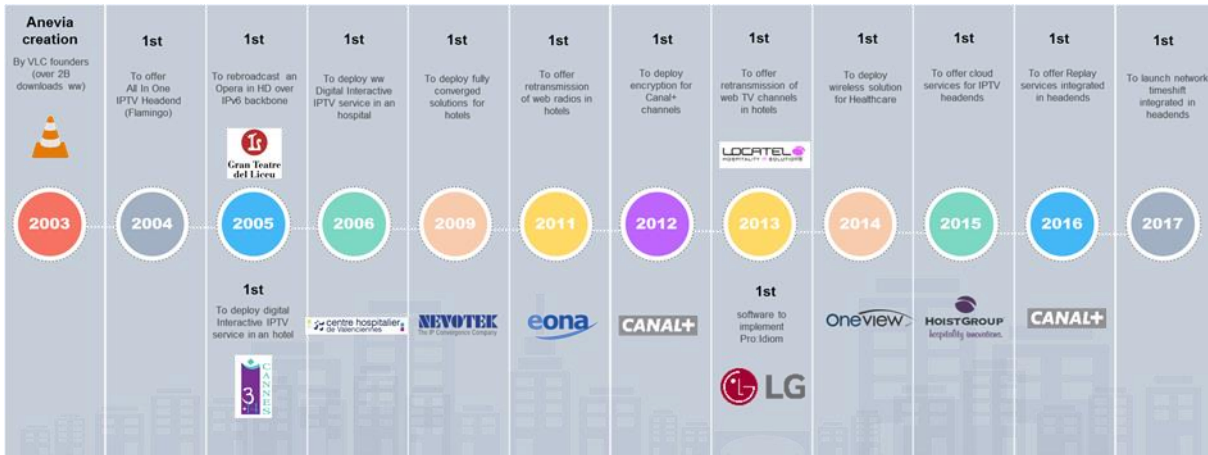 Anevia
creation
By VLC founders
(over 2B
downloads ww)
2003
1st
To offer
All In One
IPTV Headend
(Flamingo)
2004
1st
To rebroadcast an
Opera in HD over
IPv6 backbone
Gran Teatre
del Liceu
2005
1st
To deploy digital
Interactive IPTV
service in an hotel
3
CANNES
1st
To deploy ww
Digital Interactive
IPTV service in an
hospital
2006
centre hospitalier
de Valenciennes
1st
To deploy fully
converged
solutions for
hotels
2009
NEVOTEK
The IP Convergence Company
1st
To offer
retransmission
of web radios in
hotels
2011
eona
1st
To deploy
encryption for
Canal+
channels
2012
CANAL+
1st
To offer
retransmission of
web TV channels
in hotels
LOCATEL
HOSPITALITY IP SOLUTIONS
2013
1st
software to
implement
Pro:Idiom
LG
1st
To deploy
wireless solution
for Healthcare
2014
oneview
1st
To offer cloud
services for IPTV
headends
2015
HOISTGROUP
hospitality innovations.
1st
To offer Replay
services integrated
in headends
2016
CANAL+
1st
To launch network
timeshift
integrated in
headends
2017